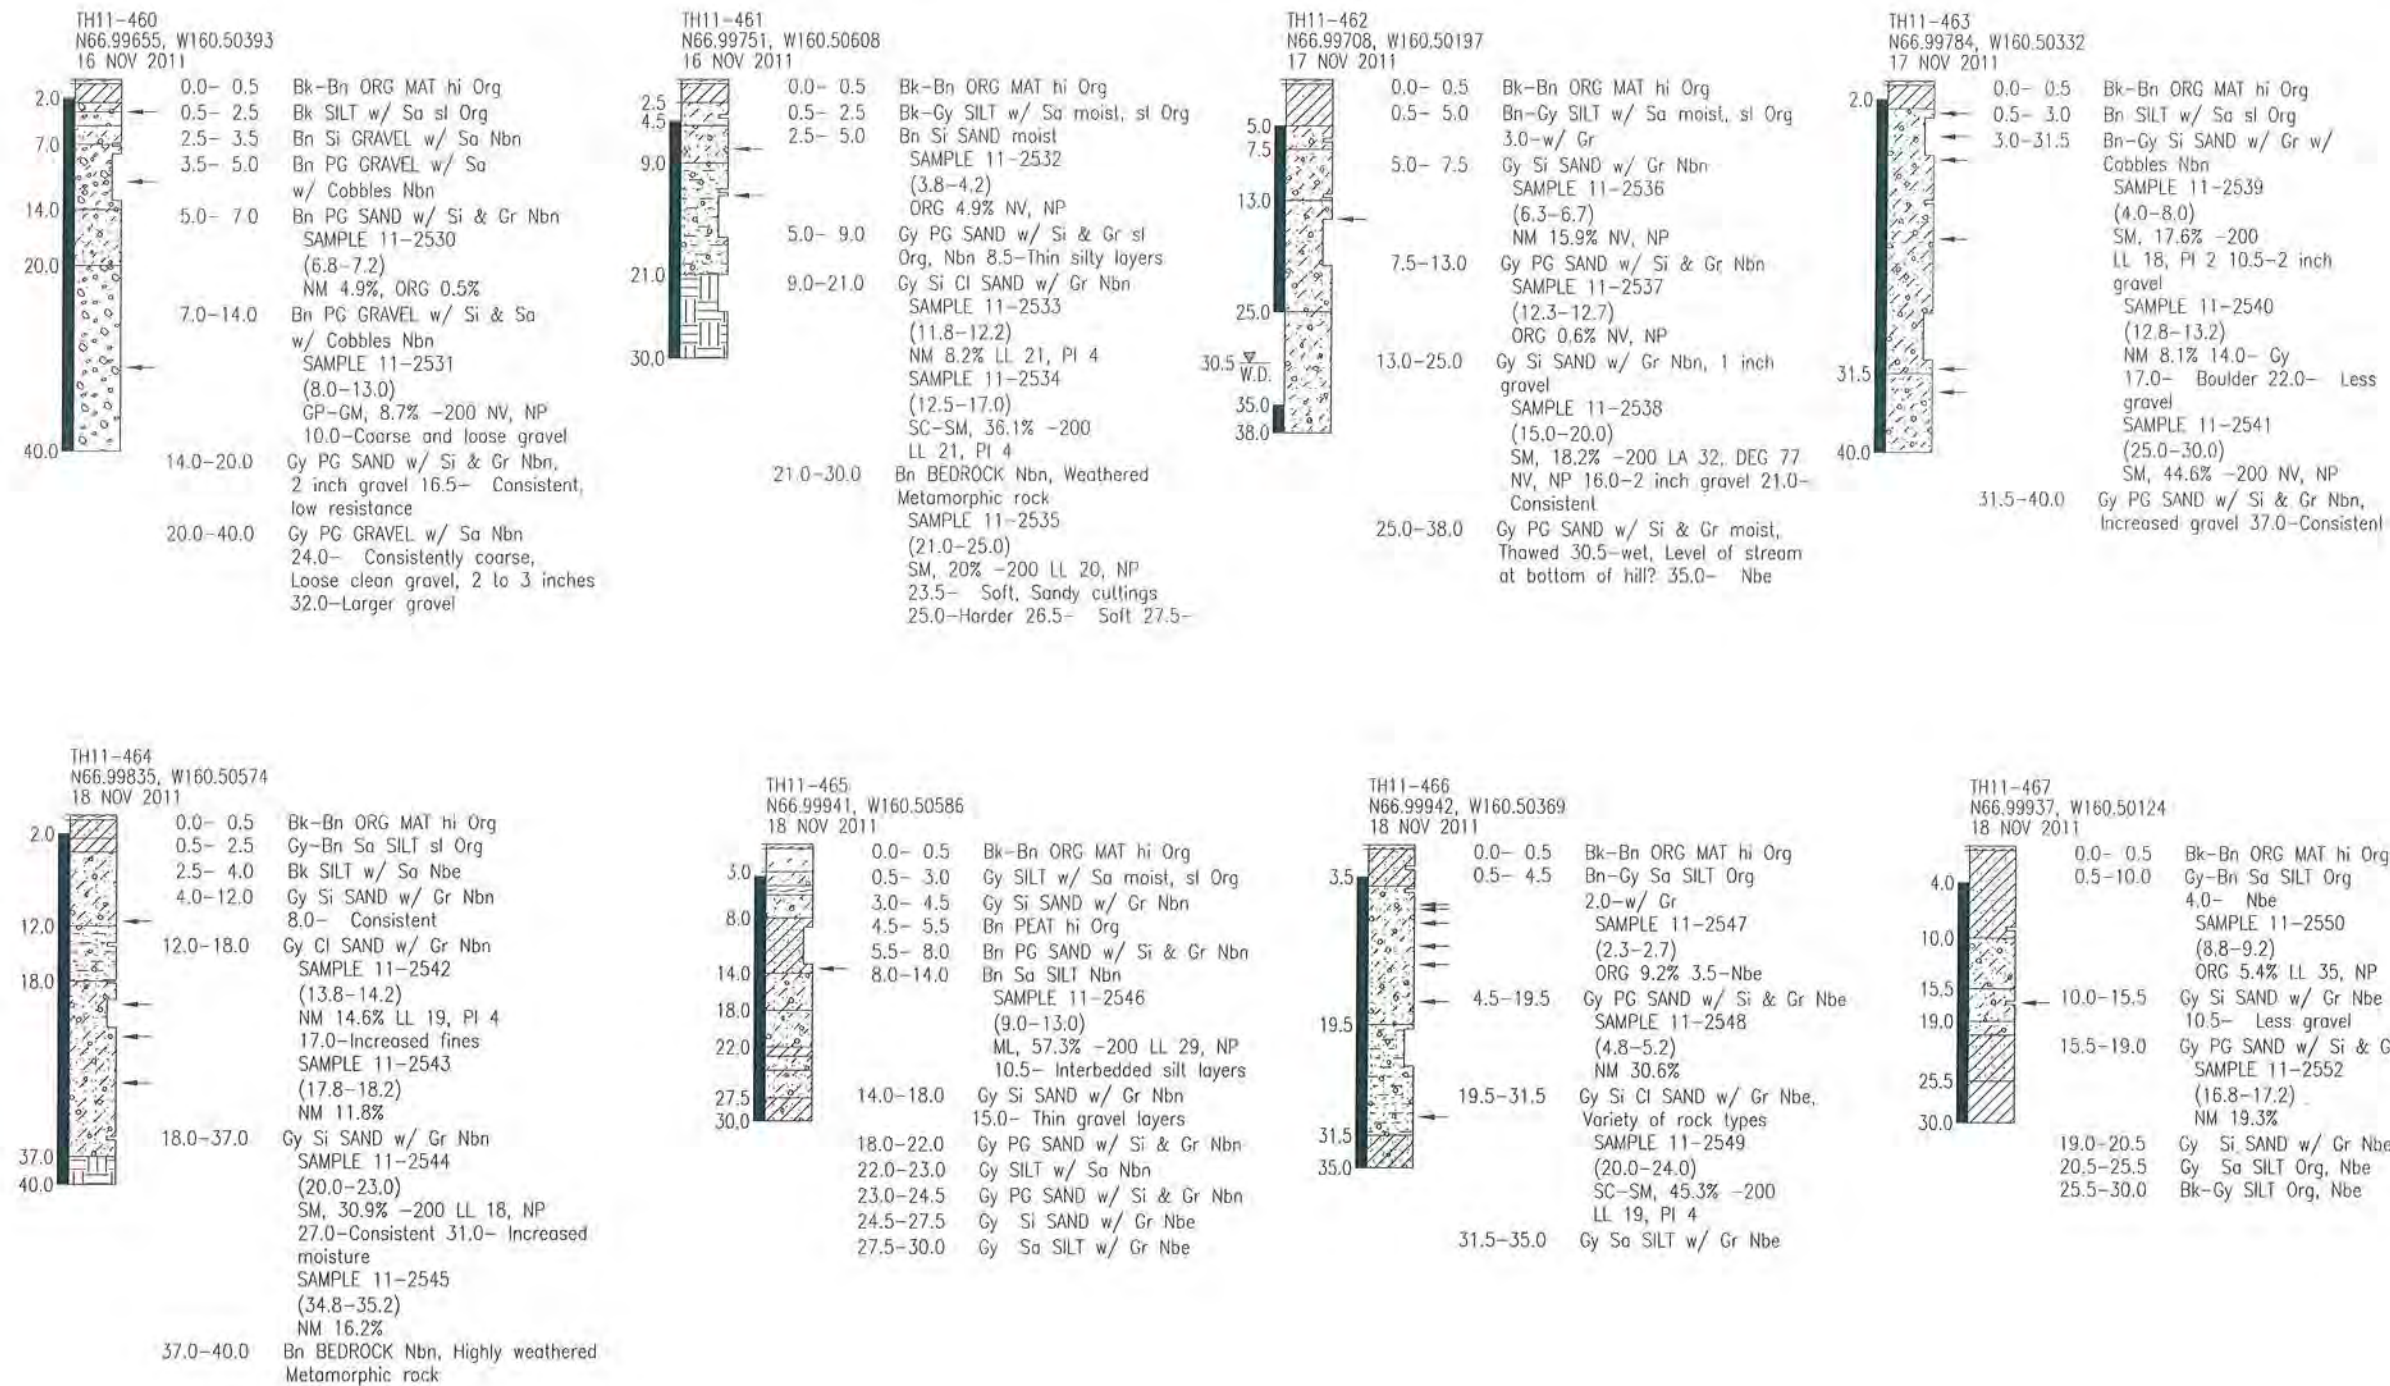 TH11-460
N66.99655, W160.50393
16 NOV 2011
2.0
7.0
14.0
20.0
40.0
0.0- 0.5 Bk-Bn ORG MAT hi Org
0.5- 2.5 Bk SILT w/ Sa sl Org
2.5- 3.5 Bn Si GRAVEL w/ Sa Nbn
3.5- 5.0 Bn PG GRAVEL w/ Sa
w/ Cobbles Nbn
5.0- 7.0 Bn PG SAND w/ Si & Gr Nbn
SAMPLE 11-2530
(6.8-7.2)
NM 4.9%, ORG 0.5%
7.0-14.0 Bn PG GRAVEL w/ Si & Sa
w/ Cobbles Nbn
SAMPLE 11-2531
(8.0-13.0)
GP-GM, 8.7% -200 NV, NP
10.0-Coarse and loose gravel
14.0-20.0 Gy PG SAND w/ Si & Gr Nbn,
2 inch gravel 16.5- Consistent,
low resistance
20.0-40.0 Gy PG GRAVEL w/ Sa Nbn
24.0- Consistently coarse,
Loose clean gravel, 2 to 3 inches
32.0-Larger gravel
TH11-461
N66.99751, W160.50608
16 NOV 2011
2.5
4.5
9.0
21.0
30.0
0.0- 0.5 Bk-Bn ORG MAT hi Org
0.5- 2.5 Bk-Gy SILT w/ Sa moist, sl Org
2.5- 5.0 Bn Si SAND moist
SAMPLE 11-2532
(3.8-4.2)
ORG 4.9% NV, NP
5.0- 9.0 Gy PG SAND w/ Si & Gr sl
Org, Nbn 8.5-Thin silty layers
9.0-21.0 Gy Si Cl SAND w/ Gr Nbn
SAMPLE 11-2533
(11.8-12.2)
NM 8.2% LL 21, PI 4
SAMPLE 11-2534
(12.5-17.0)
SC-SM, 36.1% -200
LL 21, PI 4
21.0-30.0 Bn BEDROCK Nbn, Weathered
Metamorphic rock
SAMPLE 11-2535
(21.0-25.0)
SM, 20% -200 LL 20, NP
23.5- Soft, Sandy cuttings
25.0-Harder 26.5- Soft 27.5-
TH11-462
N66.99708, W160.50197
17 NOV 2011
5.0
7.5
13.0
25.0
30.5
W.D.
35.0
38.0
0.0- 0.5 Bk-Bn ORG MAT hi Org
0.5- 5.0 Bn-Gy SILT w/ Sa moist, sl Org
3.0-w/ Gr
5.0- 7.5 Gy Si SAND w/ Gr Nbn
SAMPLE 11-2536
(6.3-6.7)
NM 15.9% NV, NP
7.5-13.0 Gy PG SAND w/ Si & Gr Nbn
SAMPLE 11-2537
(12.3-12.7)
ORG 0.6% NV, NP
13.0-25.0 Gy Si SAND w/ Gr Nbn, 1 inch
gravel
SAMPLE 11-2538
(15.0-20.0)
SM, 18.2% -200 LA 32, DEG 77
NV, NP 16.0-2 inch gravel 21.0-
Consistent
25.0-38.0 Gy PG SAND w/ Si & Gr moist,
Thawed 30.5-wet, Level of stream
at bottom of hill? 35.0- Nbe
TH11-463
N66.99784, W160.50332
17 NOV 2011
2.0
31.5
40.0
0.0- 0.5 Bk-Bn ORG MAT hi Org
0.5- 3.0 Bn SILT w/ Sa sl Org
3.0-31.5 Bn-Gy Si SAND w/ Gr w/
Cobbles Nbn
SAMPLE 11-2539
(4.0-8.0)
SM, 17.6% -200
LL 18, PI 2 10.5-2 inch
gravel
SAMPLE 11-2540
(12.8-13.2)
NM 8.1% 14.0- Gy
17.0- Boulder 22.0- Less
gravel
SAMPLE 11-2541
(25.0-30.0)
SM, 44.6% -200 NV, NP
31.5-40.0 Gy PG SAND w/ Si & Gr Nbn,
Increased gravel 37.0-Consistent
TH11-464
N66.99835, W160.50574
18 NOV 2011
2.0
12.0
18.0
37.0
40.0
0.0- 0.5 Bk-Bn ORG MAT hi Org
0.5- 2.5 Gy-Bn Sa SILT sl Org
2.5- 4.0 Bk SILT w/ Sa Nbe
4.0-12.0 Gy Si SAND w/ Gr Nbn
8.0- Consistent
12.0-18.0 Gy Cl SAND w/ Gr Nbn
SAMPLE 11-2542
(13.8-14.2)
NM 14.6% LL 19, PI 4
17.0-Increased fines
SAMPLE 11-2543
(17.8-18.2)
NM 11.8%
18.0-37.0 Gy Si SAND w/ Gr Nbn
SAMPLE 11-2544
(20.0-23.0)
SM, 30.9% -200 LL 18, NP
27.0-Consistent 31.0- Increased
moisture
SAMPLE 11-2545
(34.8-35.2)
NM 16.2%
37.0-40.0 Bn BEDROCK Nbn, Highly weathered
Metamorphic rock
TH11-465
N66.99941, W160.50586
18 NOV 2011
3.0
8.0
14.0
18.0
22.0
27.5
30.0
0.0- 0.5 Bk-Bn ORG MAT hi Org
0.5- 3.0 Gy SILT w/ Sa moist, sl Org
3.0- 4.5 Gy Si SAND w/ Gr Nbn
4.5- 5.5 Bn PEAT hi Org
5.5- 8.0 Bn PG SAND w/ Si & Gr Nbn
8.0-14.0 Bn Sa SILT Nbn
SAMPLE 11-2546
(9.0-13.0)
ML, 57.3% -200 LL 29, NP
10.5- Interbedded silt layers
14.0-18.0 Gy Si SAND w/ Gr Nbn
15.0- Thin gravel layers
18.0-22.0 Gy PG SAND w/ Si & Gr Nbn
22.0-23.0 Gy SILT w/ Sa Nbn
23.0-24.5 Gy PG SAND w/ Si & Gr Nbn
24.5-27.5 Gy Si SAND w/ Gr Nbe
27.5-30.0 Gy Sa SILT w/ Gr Nbe
TH11-466
N66.99942, W160.50369
18 NOV 2011
3.5
19.5
31.5
35.0
0.0- 0.5 Bk-Bn ORG MAT hi Org
0.5- 4.5 Bn-Gy Sa SILT Org
2.0-w/ Gr
SAMPLE 11-2547
(2.3-2.7)
ORG 9.2% 3.5-Nbe
4.5-19.5 Gy PG SAND w/ Si & Gr Nbe
SAMPLE 11-2548
(4.8-5.2)
NM 30.6%
19.5-31.5 Gy Si Cl SAND w/ Gr Nbe,
Variety of rock types
SAMPLE 11-2549
(20.0-24.0)
SC-SM, 45.3% -200
LL 19, PI 4
31.5-35.0 Gy Sa SILT w/ Gr Nbe
TH11-467
N66.99937, W160.50124
18 NOV 2011
4.0
10.0
15.5
19.0
25.5
30.0
0.0- 0.5 Bk-Bn ORG MAT hi Org
0.5-10.0 Gy-Bn Sa SILT Org
4.0- Nbe
SAMPLE 11-2550
(8.8-9.2)
ORG 5.4% LL 35, NP
10.0-15.5 Gy Si SAND w/ Gr Nbe
10.5- Less gravel
15.5-19.0 Gy PG SAND w/ Si & G
SAMPLE 11-2552
(16.8-17.2)
NM 19.3%
19.0-20.5 Gy Si SAND w/ Gr Nbe
20.5-25.5 Gy Sa SILT Org, Nbe
25.5-30.0 Bk-Gy SILT Org, Nbe